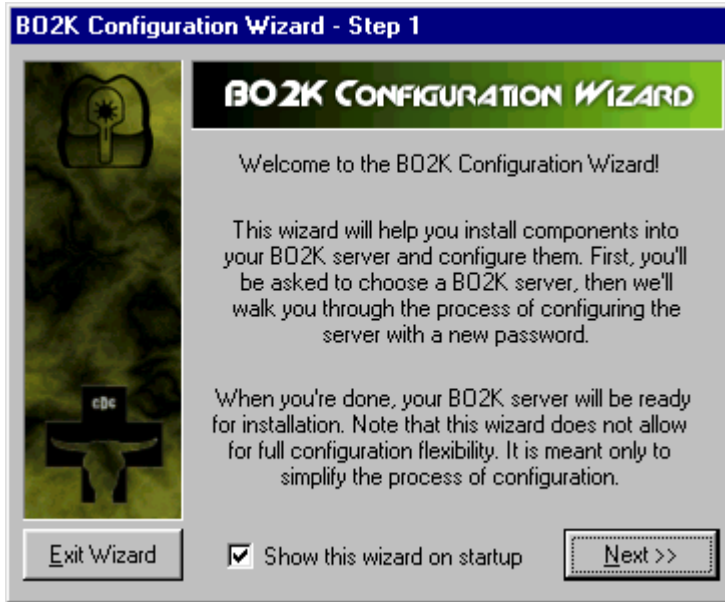 BO2K Configuration Wizard - Step 1
BO2K CONFIGURATION WIZARD
Welcome to the BO2K Configuration Wizard!
This wizard will help you install components into
your BO2K server and configure them. First, you'll
be asked to choose a BO2K server, then we'll
walk you through the process of configuring the
server with a new password.
When you're done, your BO2K server will be ready
for installation. Note that this wizard does not allow
for full configuration flexibility. It is meant only to
simplify the process of configuration.
cDc
Exit Wizard
Show this wizard on startup
Next >>